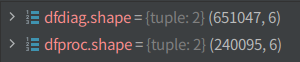 dfdiag.shape = {tuple: 2} (651047, 6)
dfproc.shape = {tuple: 2} (240095, 6)